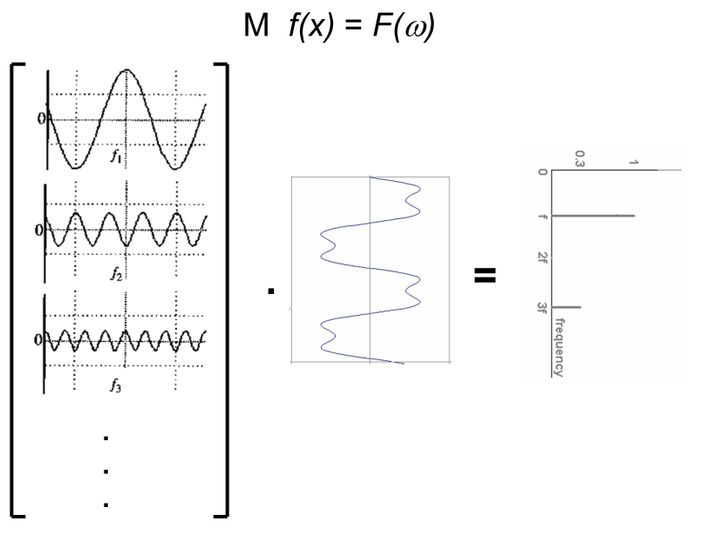 M f(x) = F(ω)
0
f₁
0
f₂
0
f₃
.
.
.
.
=
0.3
1
0
f
2f
3f
frequency